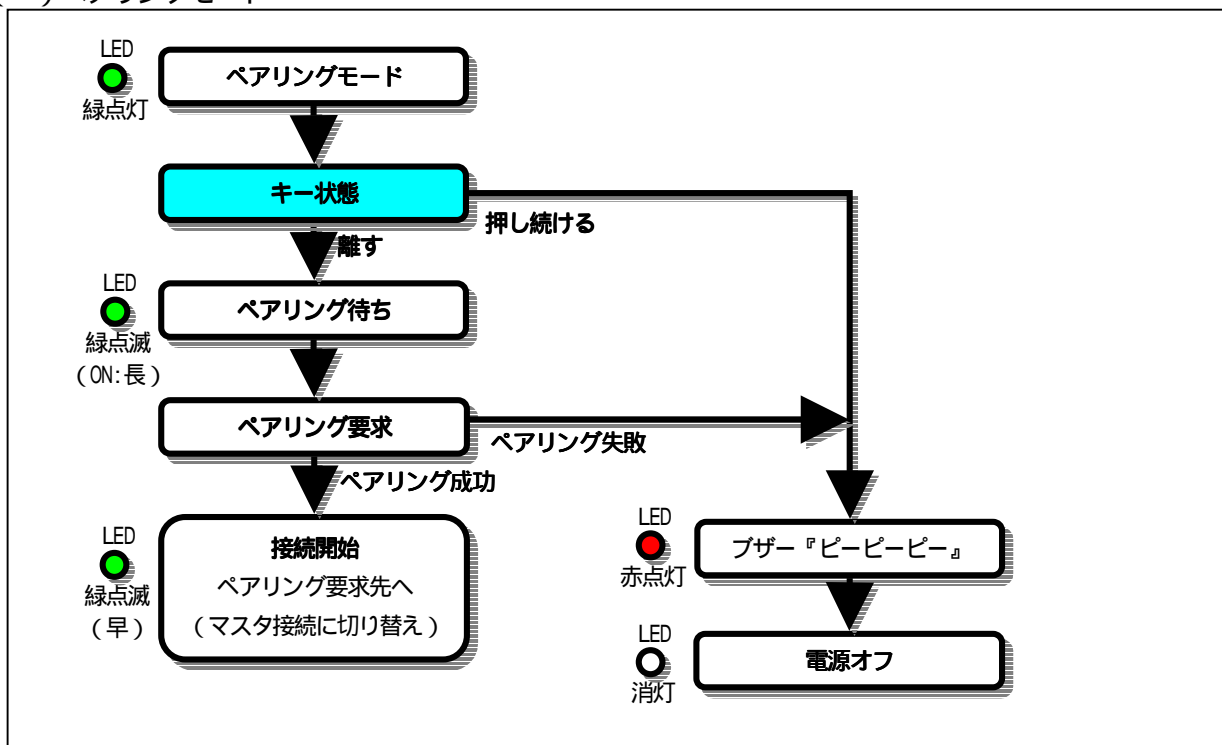 LED
ペアリングモード
緑点灯
キー状態
押し続ける
離す
LED
ペアリング待ち
緑点滅
(ON:長)
ペアリング要求
ペアリング失敗
ペアリング成功
LED
接続開始
緑点滅
ペアリング要求先へ
(早)
(マスタ接続に切り替え)
LED
ブザー『ピーピーピー』
赤点灯
LED
電源オフ
消灯